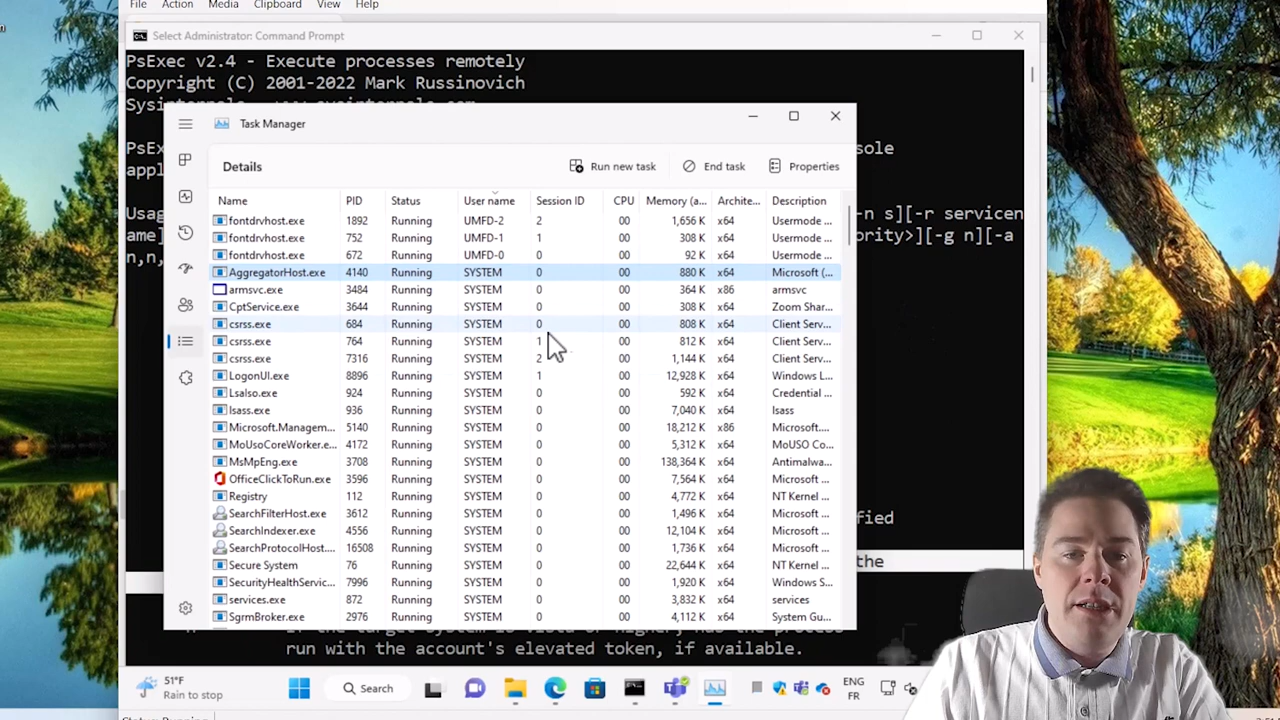 File Action Media Clipboard View Help
Select Administrator: Command Prompt
PsExec v2.4 - Execute processes remotely
Copyright (C) 2001-2022 Mark Russinovich
Task Manager
Details Run new task End task Properties
Name PID Status User name Session ID CPU Memory (a... Archite... Description
fontdrvhost.exe 1892 Running UMFD-2 2 00 1,656 K x64 Usermode ...
fontdrvhost.exe 752 Running UMFD-1 1 00 308 K x64 Usermode ...
fontdrvhost.exe 672 Running UMFD-0 0 00 92 K x64 Usermode ...
AggregatorHost.exe 4140 Running SYSTEM 0 00 880 K x64 Microsoft (...
armsvc.exe 3484 Running SYSTEM 0 00 364 K x86 armsvc
CptService.exe 3644 Running SYSTEM 0 00 308 K x64 Zoom Shar...
csrss.exe 684 Running SYSTEM 0 00 808 K x64 Client Serv...
csrss.exe 764 Running SYSTEM 1 00 812 K x64 Client Serv...
csrss.exe 7316 Running SYSTEM 2 00 1,144 K x64 Client Serv...
LogonUI.exe 8896 Running SYSTEM 1 00 12,928 K x64 Windows L...
LsaIso.exe 924 Running SYSTEM 0 00 592 K x64 Credential ...
lsass.exe 936 Running SYSTEM 0 00 7,040 K x64 lsass
Microsoft.Managem... 5140 Running SYSTEM 0 00 18,212 K x86 Microsoft....
MoUsoCoreWorker.e... 4172 Running SYSTEM 0 00 5,312 K x64 MoUSO Co...
MsMpEng.exe 3708 Running SYSTEM 0 00 138,364 K x64 Antimalwa...
OfficeClickToRun.exe 3596 Running SYSTEM 0 00 7,564 K x64 Microsoft ...
Registry 112 Running SYSTEM 0 00 4,772 K x64 NT Kernel ...
SearchFilterHost.exe 3612 Running SYSTEM 0 00 1,496 K x64 Microsoft ...
SearchIndexer.exe 4556 Running SYSTEM 0 00 12,104 K x64 Microsoft ...
SearchProtocolHost.... 16508 Running SYSTEM 0 00 1,736 K x64 Microsoft ...
Secure System 76 Running SYSTEM 0 00 22,644 K x64 NT Kernel ...
SecurityHealthServic... 7996 Running SYSTEM 0 00 1,920 K x64 Windows S...
services.exe 872 Running SYSTEM 0 00 3,832 K x64 services
SgrmBroker.exe 2976 Running SYSTEM 0 00 4,112 K x64 System Gu...
PsE
sole
appl
Usag
-n s][-r servicen
ame]
ority>][-g n][-a
n,n,
fied
the
run with the account's elevated token, if available.
51°F
Rain to stop
Search
ENG
FR